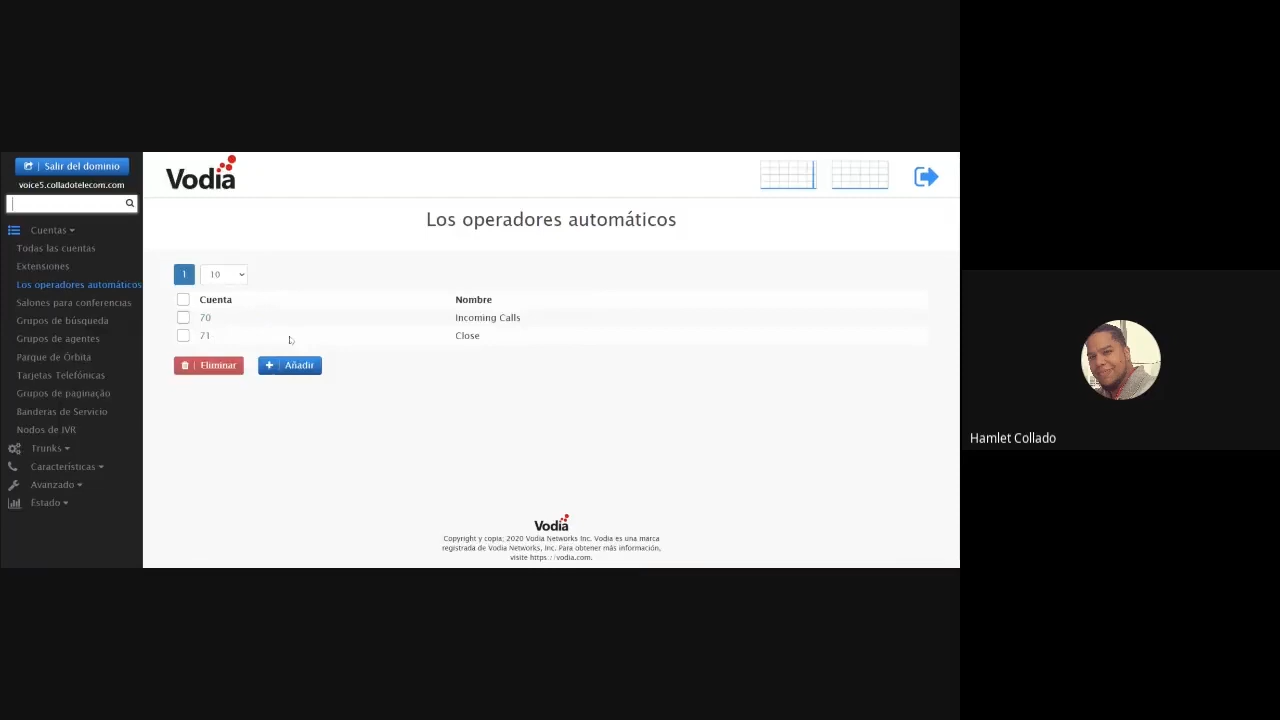 Salir del dominio
voice5.colladotelecom.com
Cuentas
Todas las cuentas
Extensiones
Los operadores automáticos
Salones para conferencias
Grupos de búsqueda
Grupos de agentes
Parque de Órbita
Tarjetas Telefónicas
Grupos de paginação
Banderas de Servicio
Nodos de IVR
Trunks
Características
Avanzado
Estado
Vodia
Los operadores automáticos
1 10
Cuenta Nombre
70 Incoming Calls
71 Close
Eliminar Añadir
Vodia
Copyright y copia; 2020 Vodia Networks Inc. Vodia es una marca
registrada de Vodia Networks, Inc. Para obtener más información,
visite https://vodia.com.
Hamlet Collado